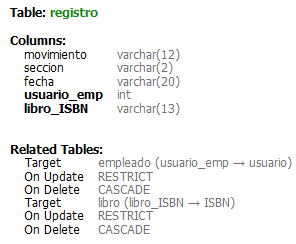 Table: registro
Columns:
movimiento varchar(12)
seccion varchar(2)
fecha varchar(20)
usuario_emp int
libro_ISBN varchar(13)
Related Tables:
Target empleado (usuario_emp → usuario)
On Update RESTRICT
On Delete CASCADE
Target libro (libro_ISBN → ISBN)
On Update RESTRICT
On Delete CASCADE